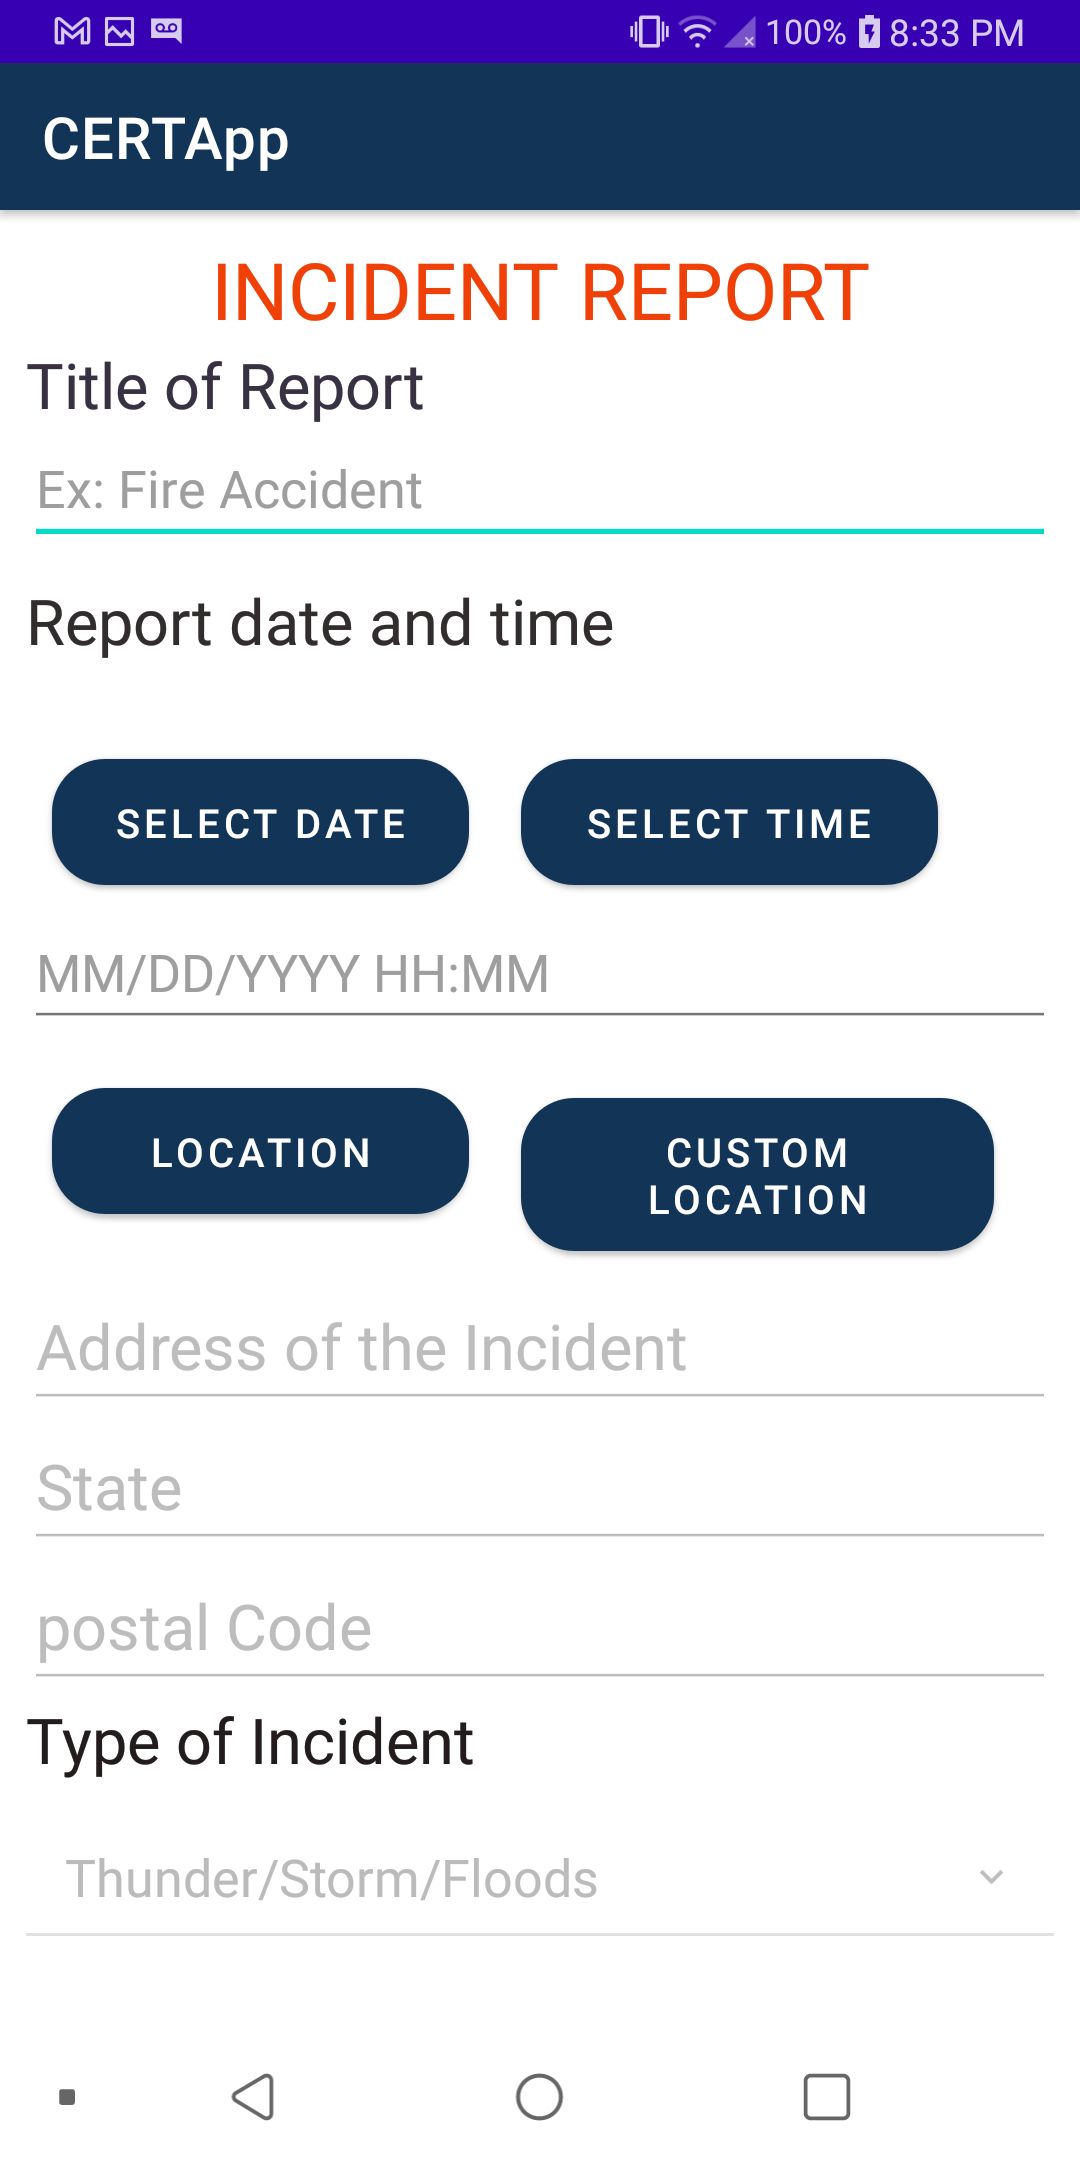 100% 8:33 PM
CERTApp
INCIDENT REPORT
Title of Report
Ex: Fire Accident
Report date and time
SELECT DATE SELECT TIME
MM/DD/YYYY HH:MM
LOCATION CUSTOM
LOCATION
Address of the Incident
State
postal Code
Type of Incident
Thunder/Storm/Floods